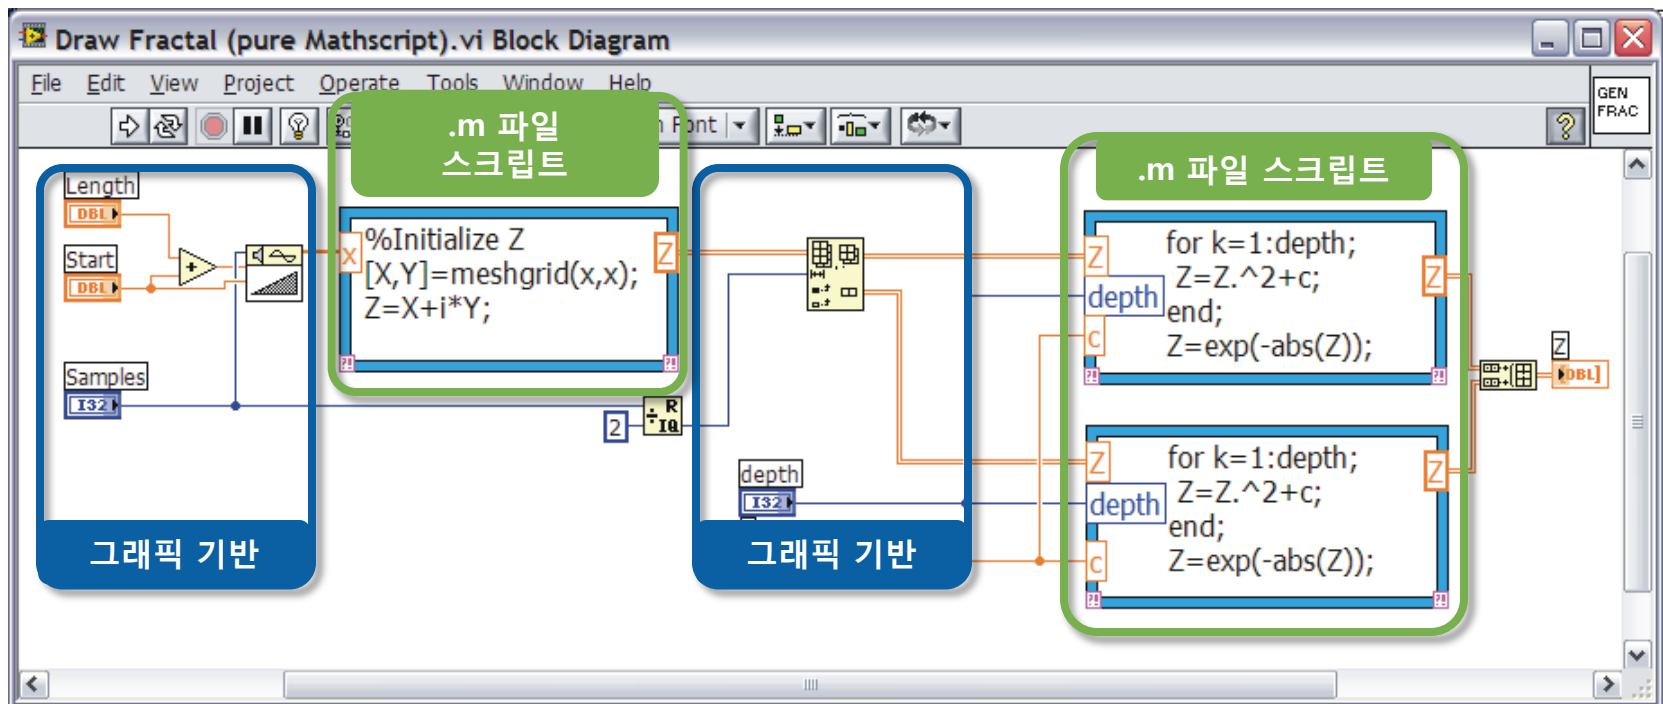 Draw Fractal (pure Mathscript).vi Block Diagram
File Edit View Project Operate Tools Window Help
GEN
FRAC
Font
.m 파일
스크립트
.m 파일 스크립트
Length
DBL
Start
DBL
Samples
I32
그래픽 기반
x
%Initialize Z
[X,Y]=meshgrid(x,x);
Z=X+i*Y;
Z
2
R
IQ
depth
I32
그래픽 기반
Z
depth
c
for k=1:depth;
Z=Z.^2+c;
end;
Z=exp(-abs(Z));
Z
Z
depth
c
for k=1:depth;
Z=Z.^2+c;
end;
Z=exp(-abs(Z));
Z
Z
DBL]